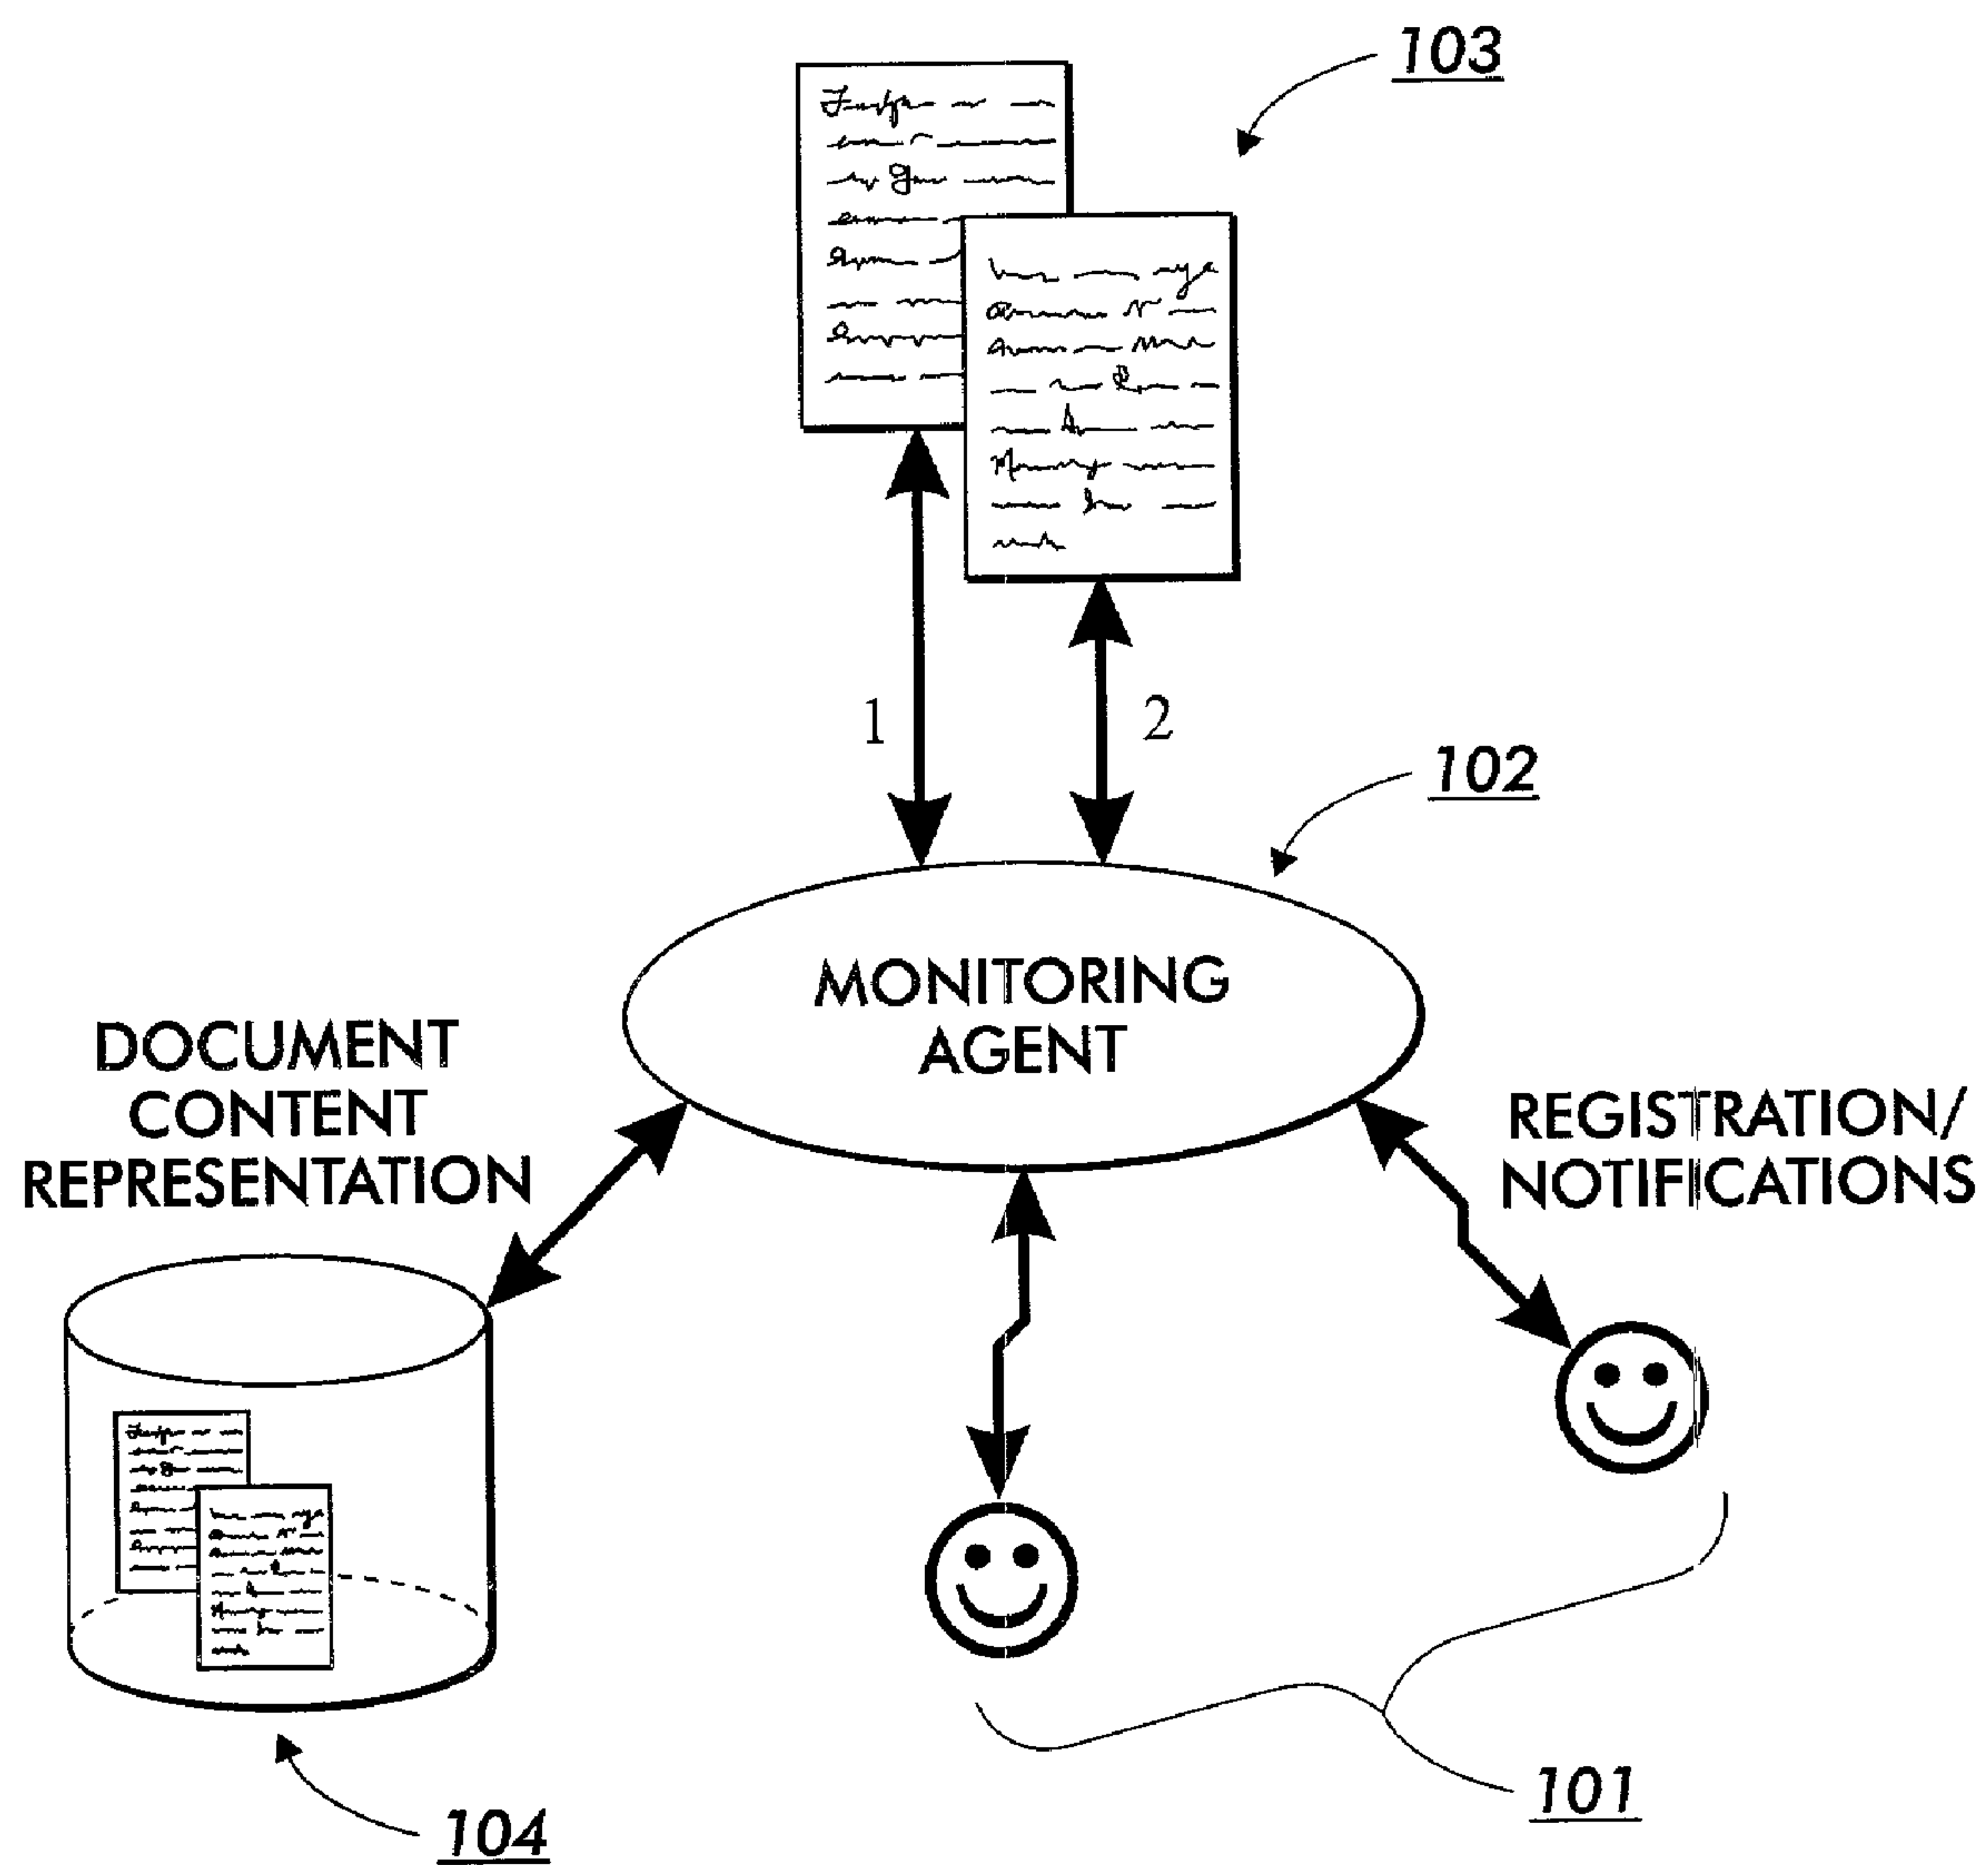 103
1
2
102
MONITORING
AGENT
DOCUMENT
CONTENT
REPRESENTATION
REGISTRATION/
NOTIFICATIONS
101
104